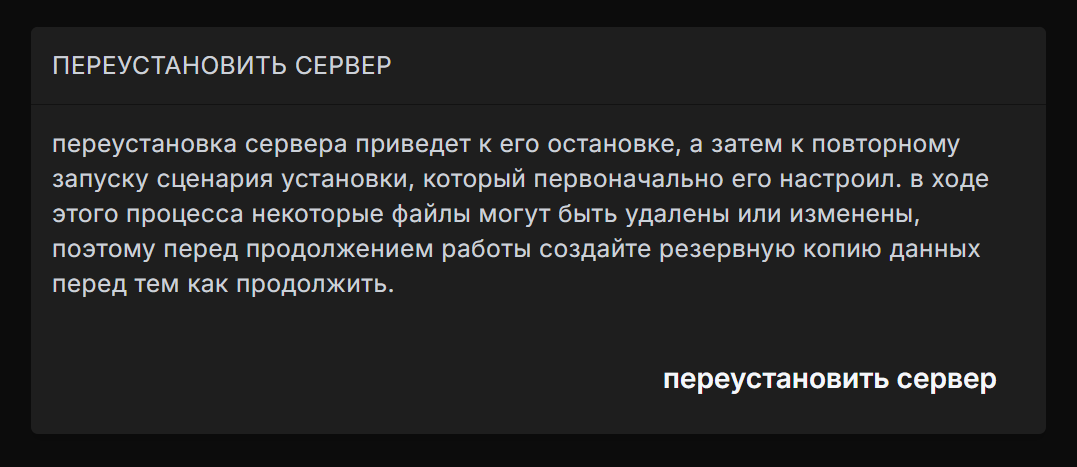 ПЕРЕУСТАНОВИТЬ СЕРВЕР
переустановка сервера приведет к его остановке, а затем к повторному
запуску сценария установки, который первоначально его настроил. в ходе
этого процесса некоторые файлы могут быть удалены или изменены,
поэтому перед продолжением работы создайте резервную копию данных
перед тем как продолжить.
переустановить сервер